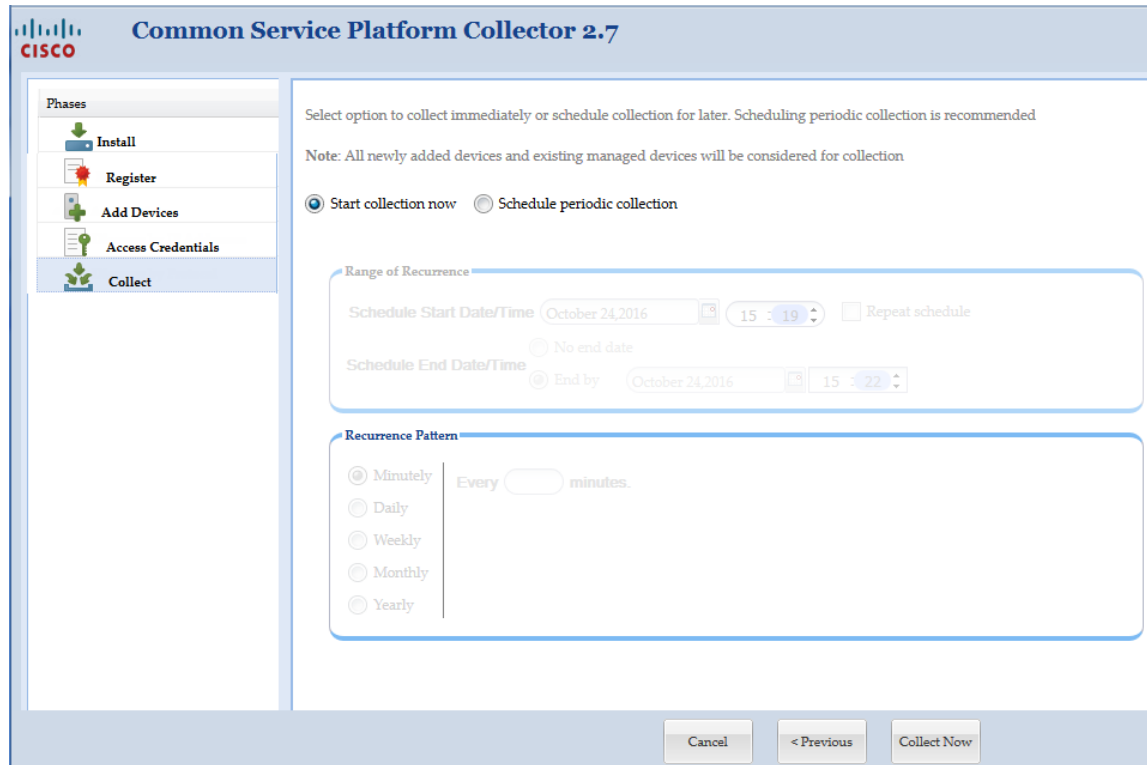 CISCO
Common Service Platform Collector 2.7
Phases
Install
Register
Add Devices
Access Credentials
Collect
Select option to collect immediately or schedule collection for later. Scheduling periodic collection is recommended
Note: All newly added devices and existing managed devices will be considered for collection
Start collection now Schedule periodic collection
Range of Recurrence
Schedule Start Date/Time October 24,2016 15 : 19 Repeat schedule
No end date
Schedule End Date/Time
End by October 24,2016 15 : 22
Recurrence Pattern
Minutely Every minutes.
Daily
Weekly
Monthly
Yearly
Cancel < Previous Collect Now